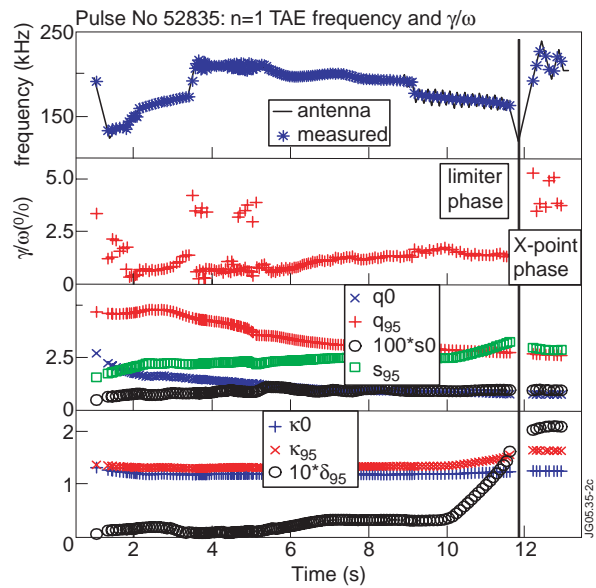 Pulse No 52835: n=1 TAE frequency and γ/ω
frequency (kHz)
250
150
50
antenna
measured
γ/ω(%)
5.0
2.5
0
limiter
phase
X-point
phase
2.5
0
q0
q95
100*s0
s95
2
1
0
κ0
κ95
10*δ95
2 4 6 8 10 12 14
Time (s)
JG05.35-2c